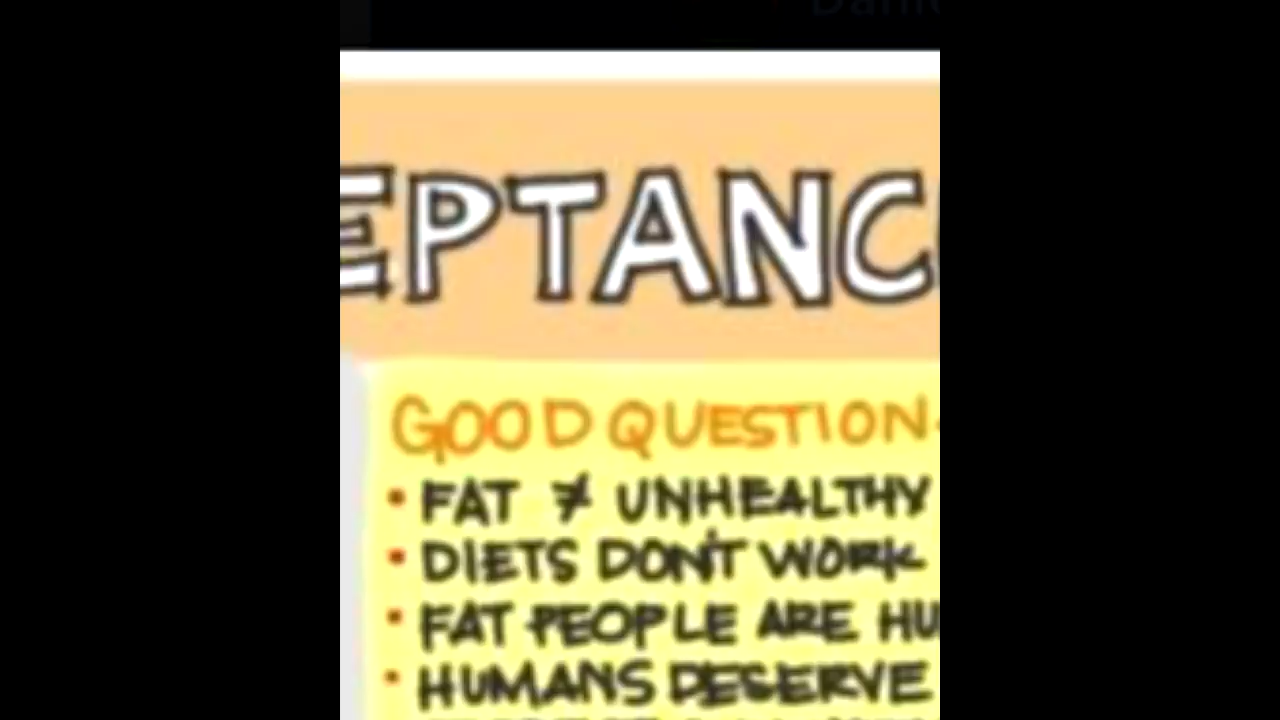 EPTANC
GOOD QUESTION
• FAT ≠ UNHEALTHY
• DIETS DON'T WORK
• FAT PEOPLE ARE HU
• HUMANS DESERVE